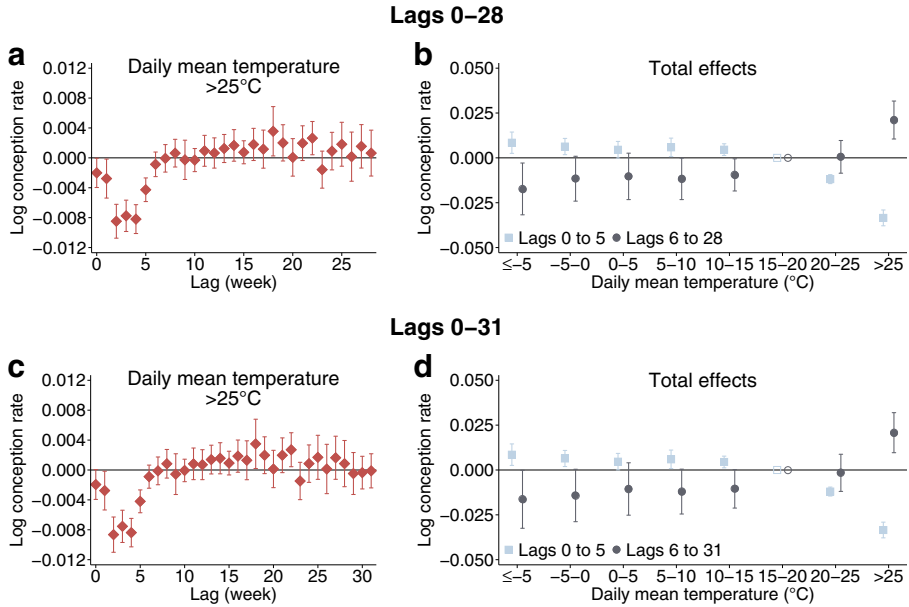 Lags 0–28
a
Daily mean temperature
>25°C
Log conception rate
0.012
0.008
0.004
0.000
−0.004
−0.008
−0.012
0 5 10 15 20 25
Lag (week)
b
Total effects
Log conception rate
0.050
0.025
0.000
−0.025
−0.050
Lags 0 to 5 Lags 6 to 28
≤−5 −5–0 0–5 5–10 10–15 15–20 20–25 >25
Daily mean temperature (°C)
Lags 0–31
c
Daily mean temperature
>25°C
Log conception rate
0.012
0.008
0.004
0.000
−0.004
−0.008
−0.012
0 5 10 15 20 25 30
Lag (week)
d
Total effects
Log conception rate
0.050
0.025
0.000
−0.025
−0.050
Lags 0 to 5 Lags 6 to 31
≤−5 −5–0 0–5 5–10 10–15 15–20 20–25 >25
Daily mean temperature (°C)